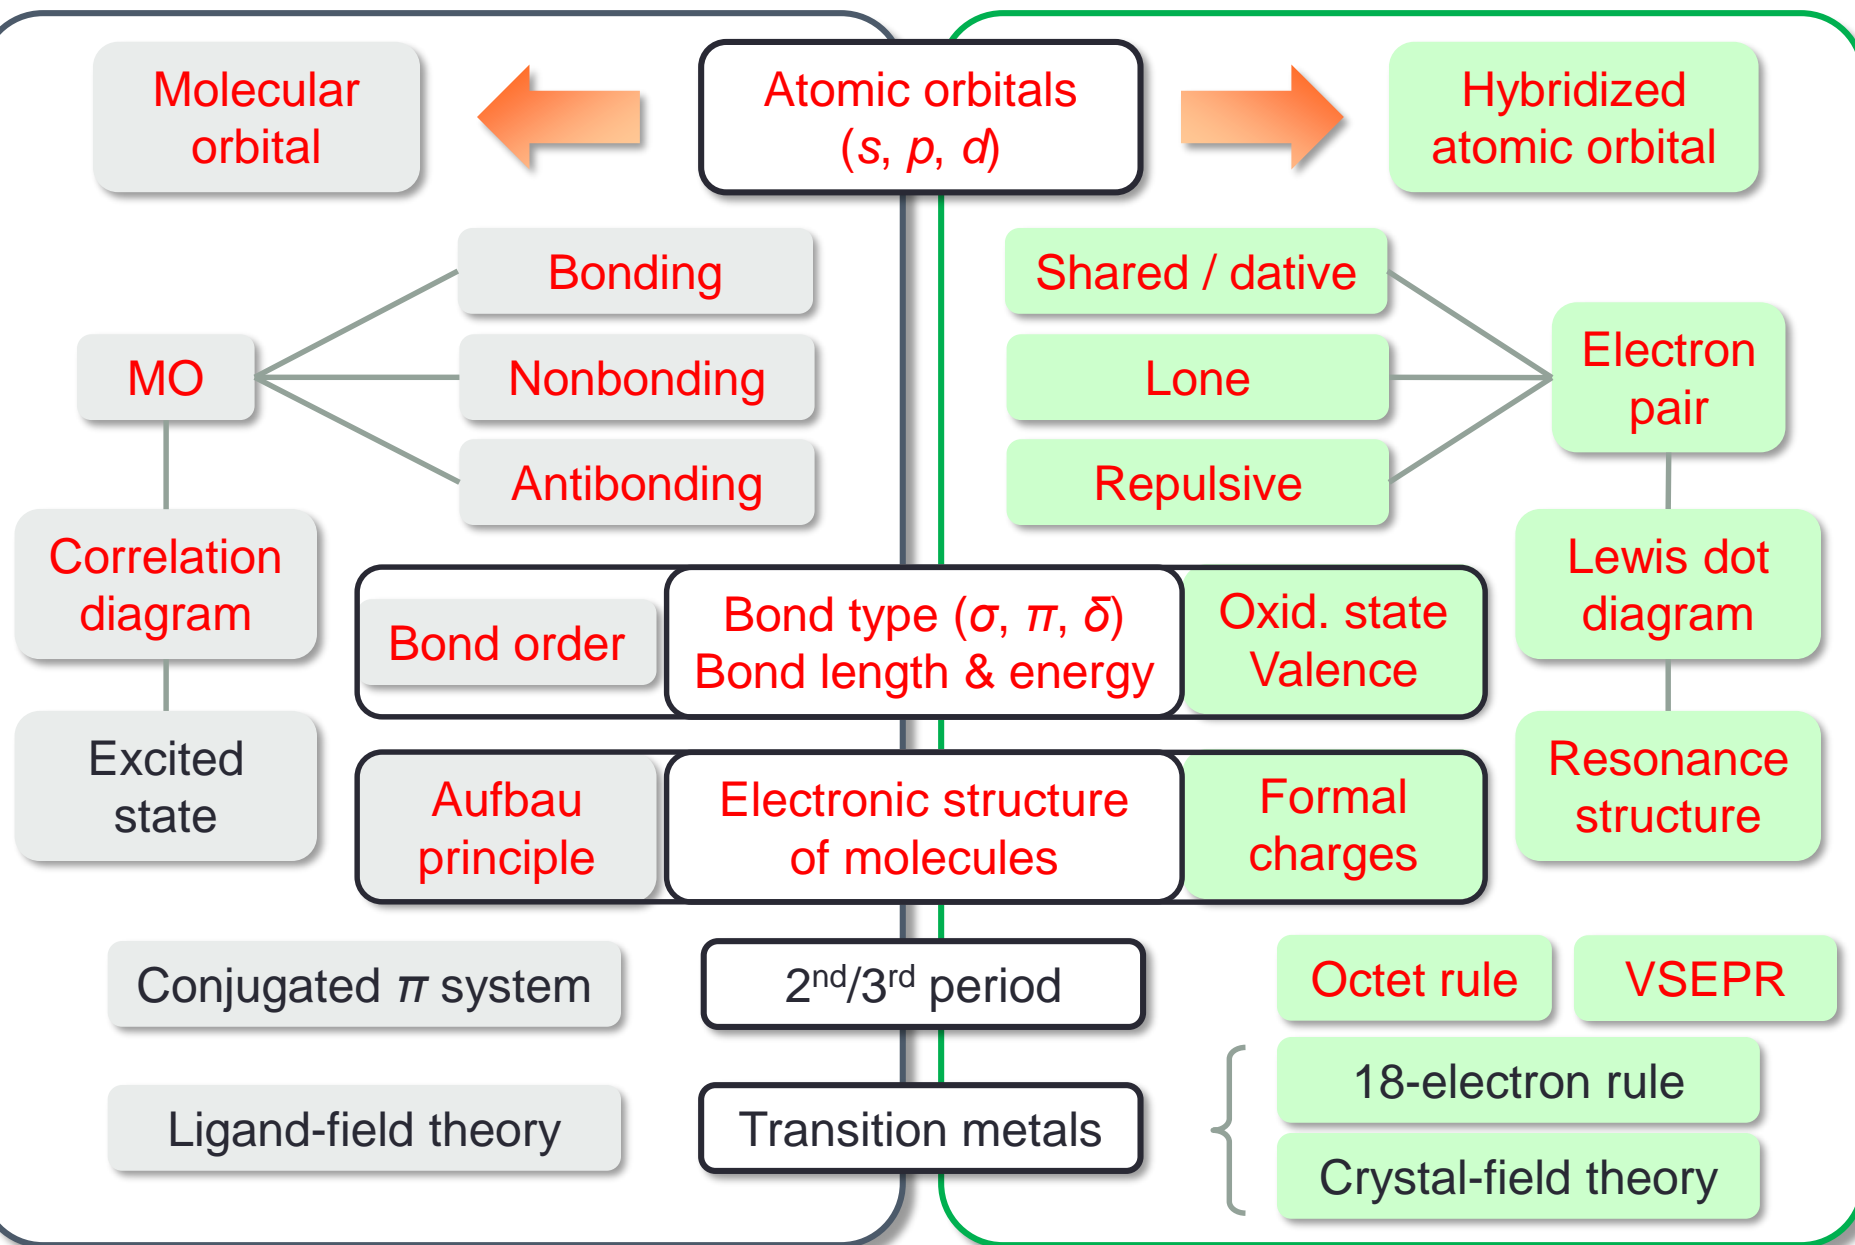 Molecular
orbital
Atomic orbitals
(s, p, d)
Hybridized
atomic orbital
Bonding
Nonbonding
Antibonding
MO
Correlation
diagram
Excited
state
Shared / dative
Lone
Repulsive
Electron
pair
Lewis dot
diagram
Resonance
structure
Bond order
Bond type (σ, π, δ)
Bond length & energy
Oxid. state
Valence
Aufbau
principle
Electronic structure
of molecules
Formal
charges
Conjugated π system
2nd/3rd period
Octet rule
VSEPR
Ligand-field theory
Transition metals
18-electron rule
Crystal-field theory